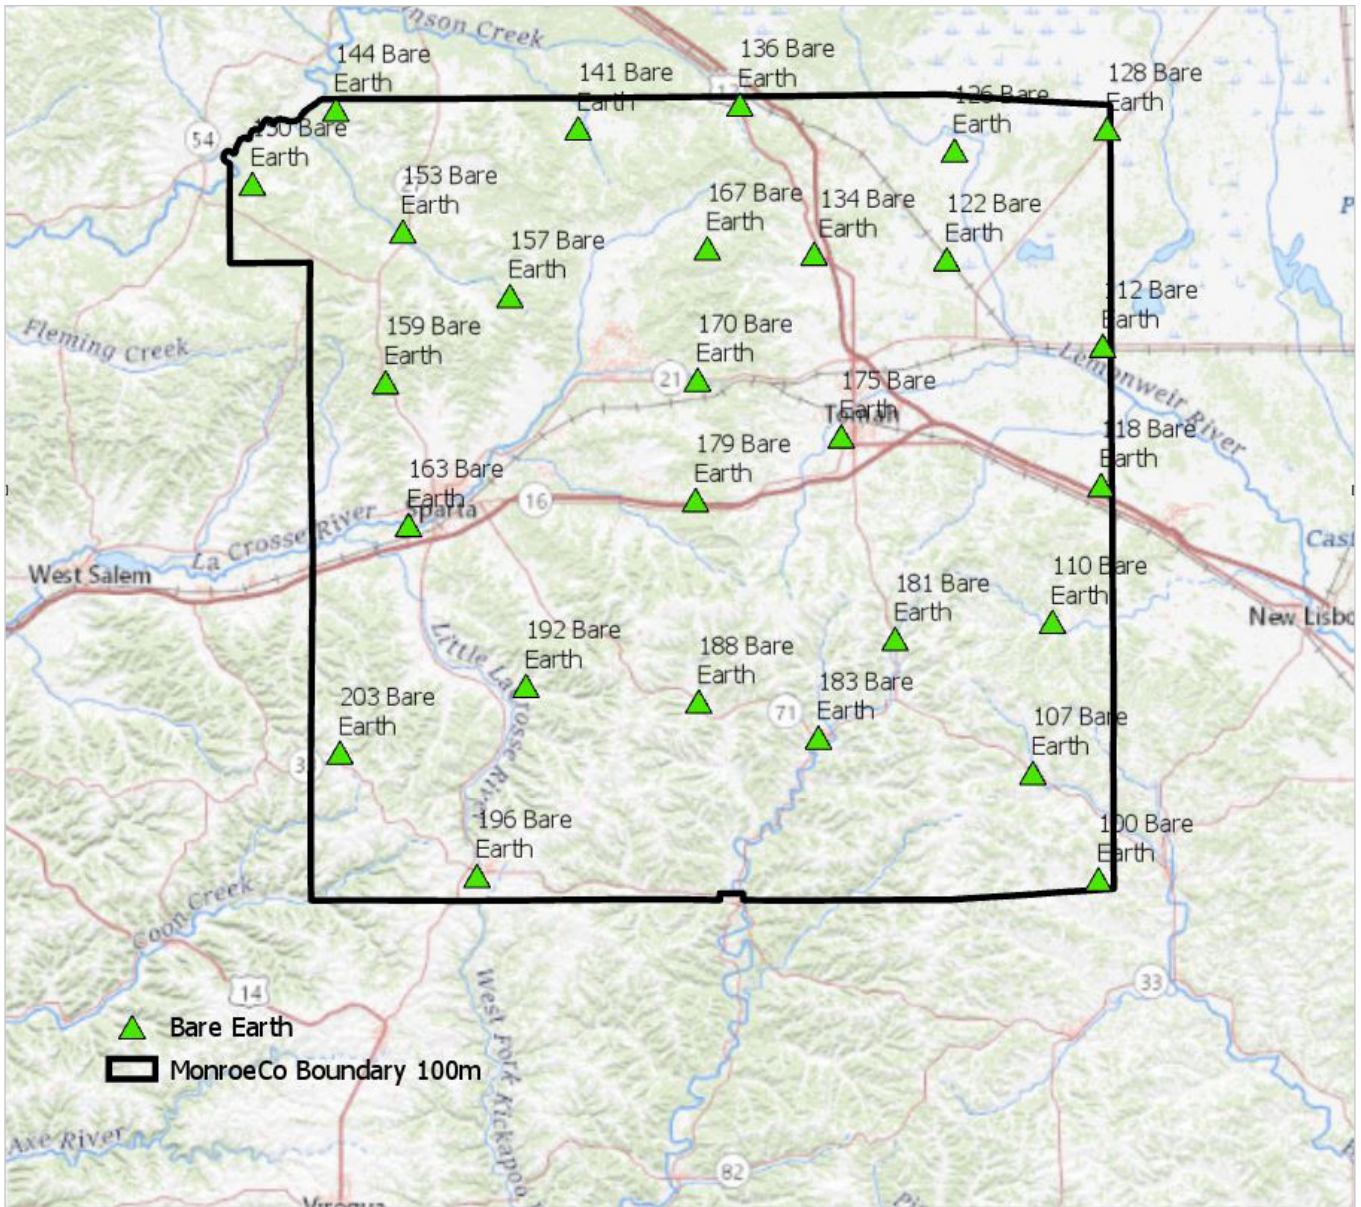 nson Creek
136 Bare
Earth
144 Bare
Earth
141 Bare
Earth
128 Bare
Earth
126 Bare
Earth
54
150 Bare
Earth
153 Bare
Earth
167 Bare
Earth
134 Bare
Earth
122 Bare
Earth
157 Bare
Earth
112 Bare
Earth
Fleming Creek
159 Bare
Earth
170 Bare
Earth
21
Lemonweir River
175 Bare
Earth
Tomah
118 Bare
Earth
179 Bare
Earth
163 Bare
Earth
16
Sparta
La Crosse River
West Salem
110 Bare
Earth
181 Bare
Earth
New Lisbo
192 Bare
Earth
Little La Crosse River
188 Bare
Earth
183 Bare
Earth
71
203 Bare
Earth
107 Bare
Earth
3
196 Bare
Earth
100 Bare
Earth
Coon Creek
14
33
West Fork Kickapoo
Bare Earth
MonroeCo Boundary 100m
Axe River
82
Viroqua